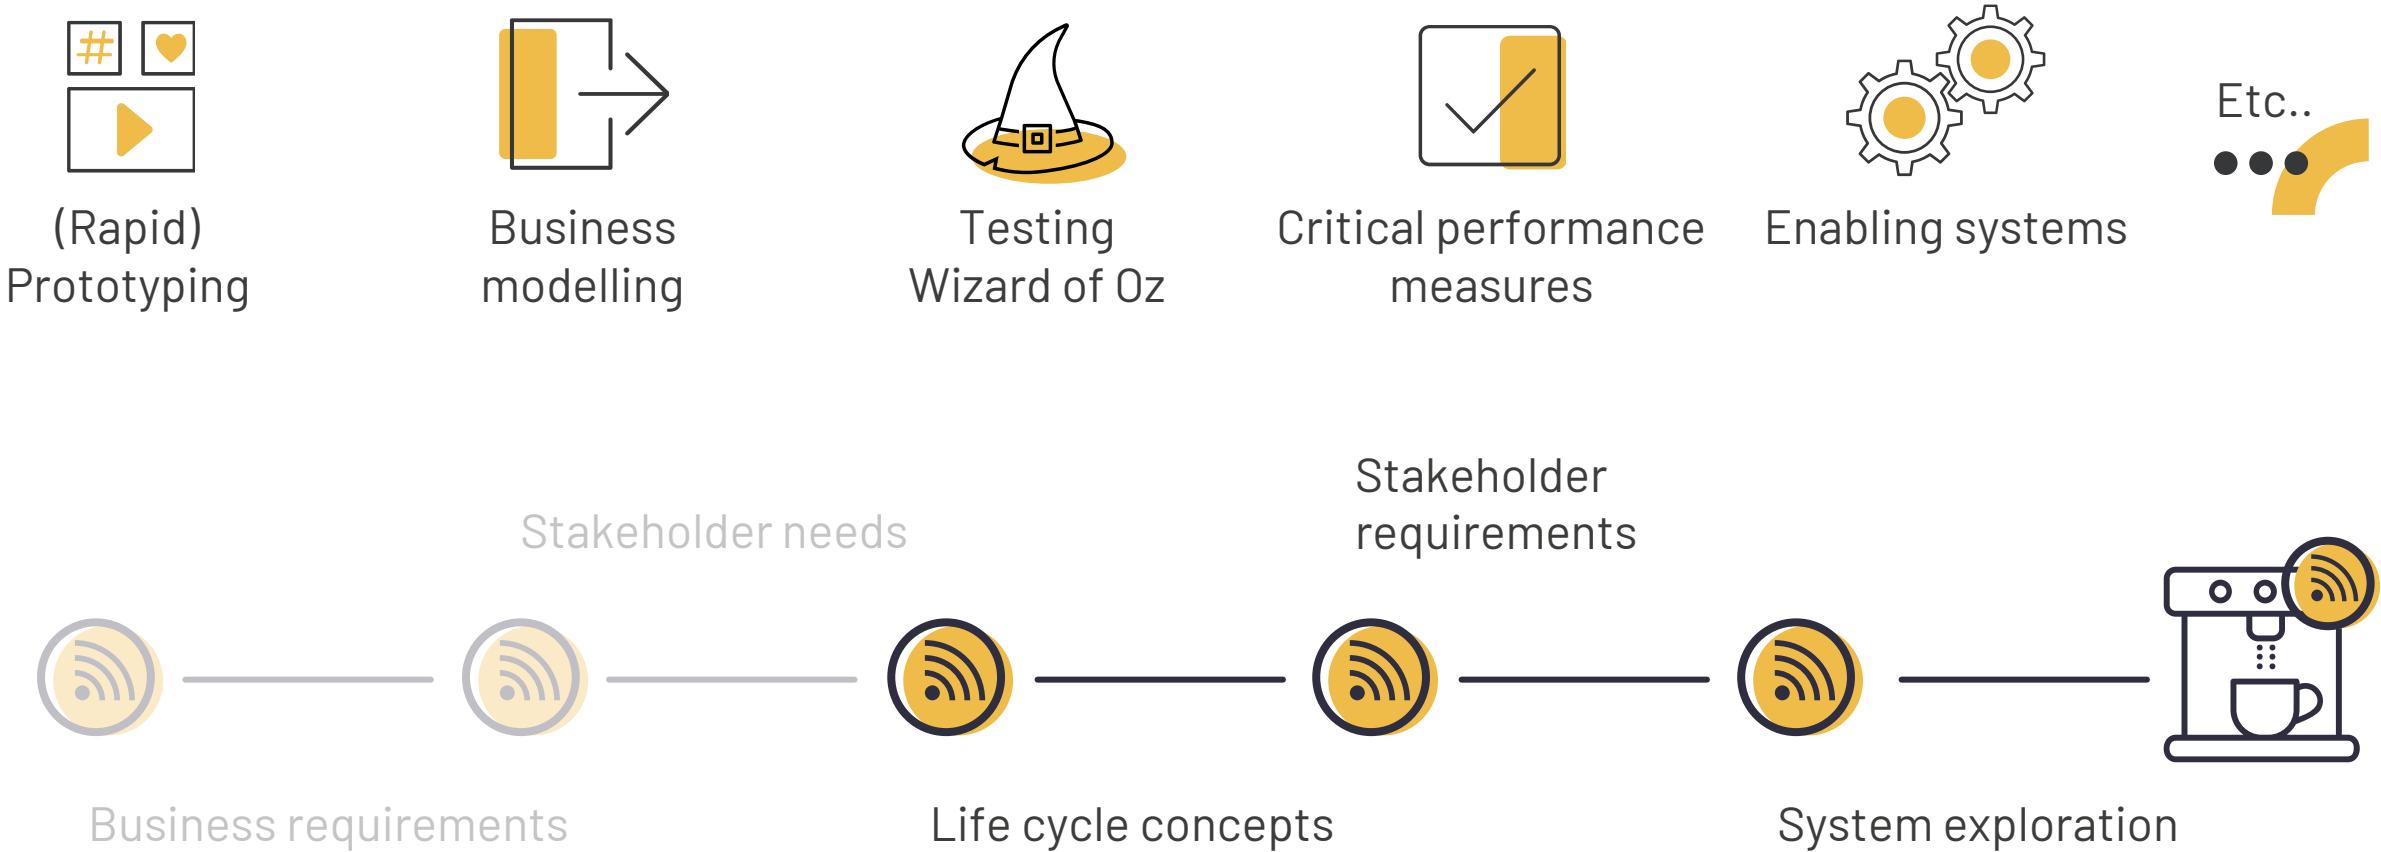 Etc..
(Rapid)
Prototyping
Business
modelling
Testing
Wizard of Oz
Critical performance
measures
Enabling systems
Stakeholder needs
Stakeholder
requirements
Business requirements
Life cycle concepts
System exploration